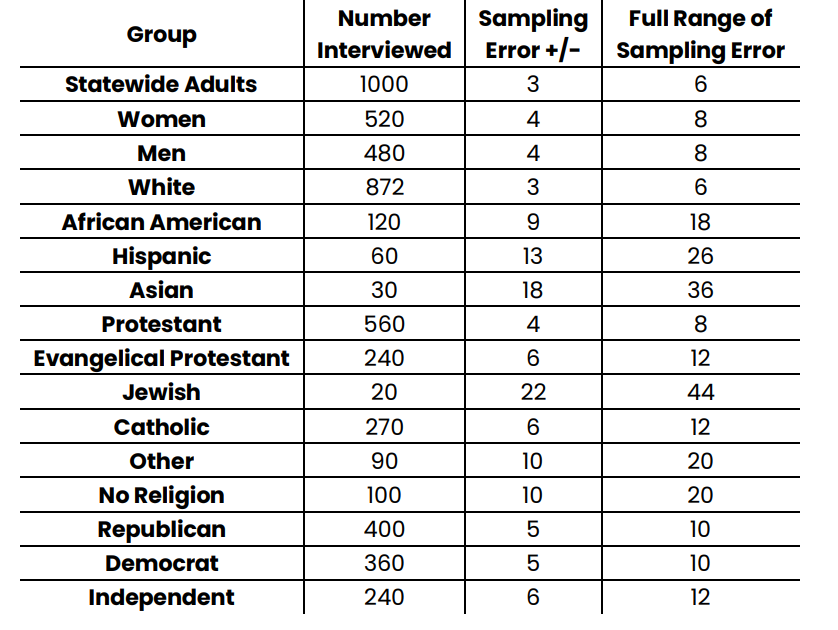 Group Number Interviewed Sampling Error +/- Full Range of Sampling Error
Statewide Adults 1000 3 6
Women 520 4 8
Men 480 4 8
White 872 3 6
African American 120 9 18
Hispanic 60 13 26
Asian 30 18 36
Protestant 560 4 8
Evangelical Protestant 240 6 12
Jewish 20 22 44
Catholic 270 6 12
Other 90 10 20
No Religion 100 10 20
Republican 400 5 10
Democrat 360 5 10
Independent 240 6 12